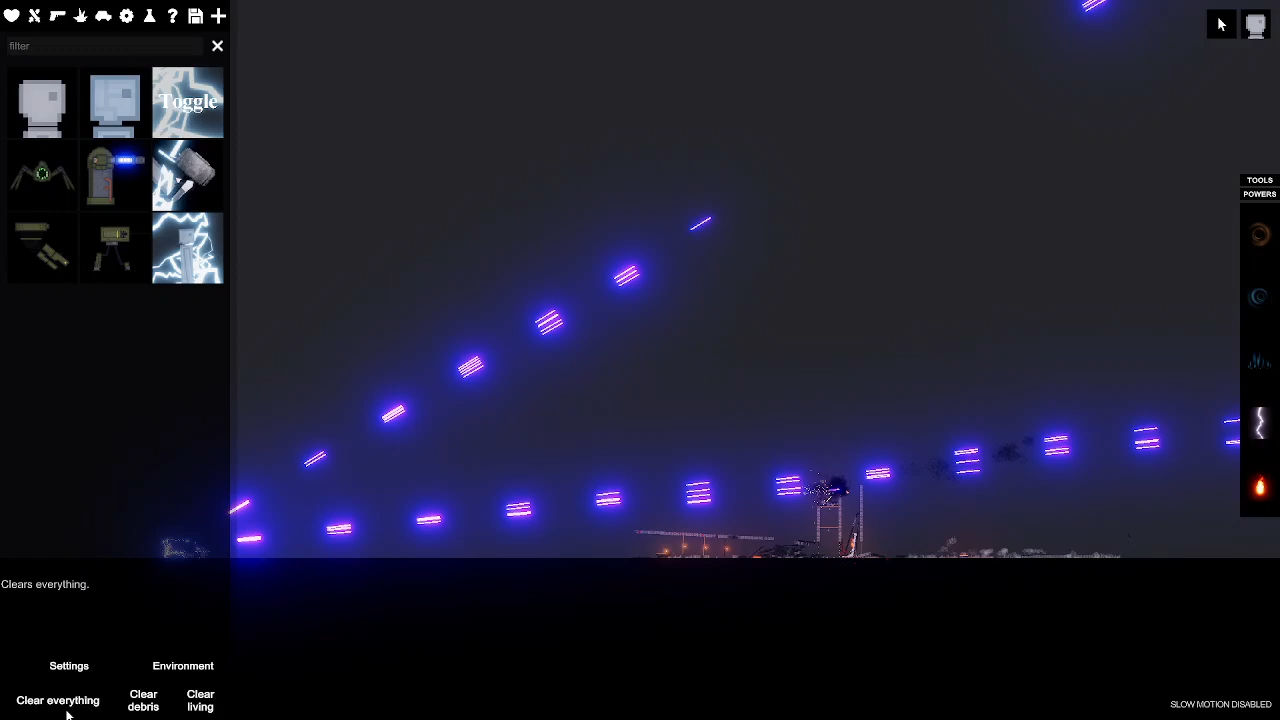 filter
Toggle
TOOLS
POWERS
Clears everything.
Settings
Environment
Clear everything
Clear
debris
Clear
living
SLOW MOTION DISABLED